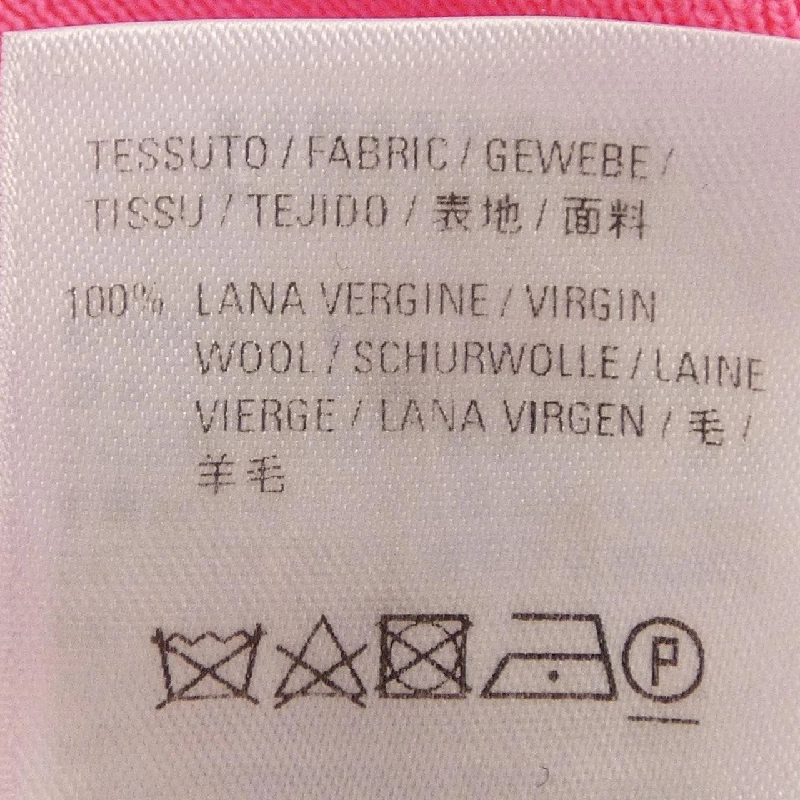 TESSUTO / FABRIC / GEWEBE /
TISSU / TEJIDO / 表地 / 面料
100% LANA VERGINE / VIRGIN
WOOL / SCHURWOLLE / LAINE
VIERGE / LANA VIRGEN / 毛 /
羊毛
P